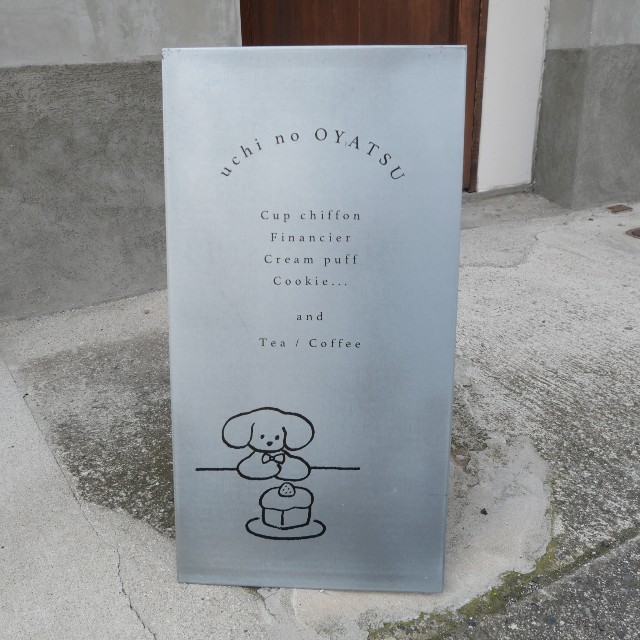 uchi no OYATSU
Cup chiffon
Financier
Cream puff
Cookie...
and
Tea / Coffee